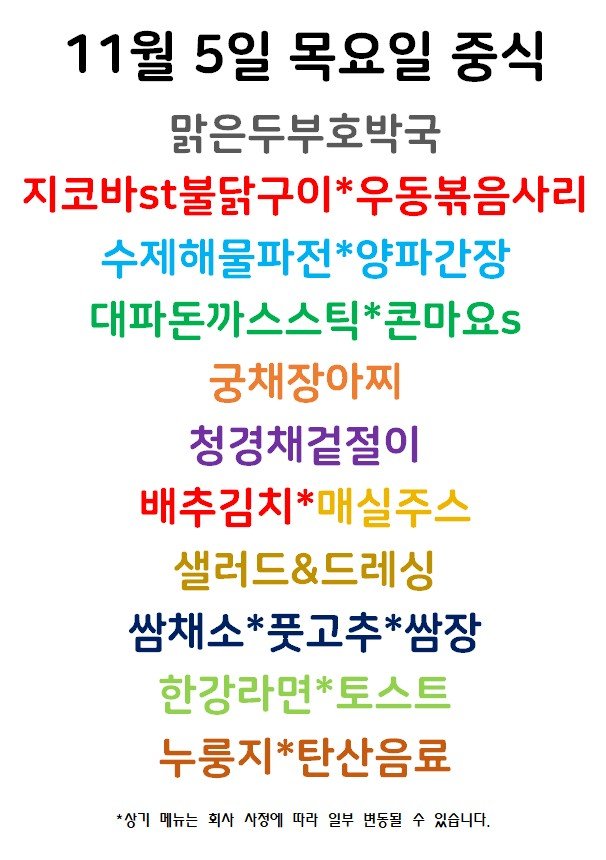 11월 5일 목요일 중식
맑은두부호박국
지코바st불닭구이*우동볶음사리
수제해물파전*양파간장
대파돈까스스틱*콘마요s
궁채장아찌
청경채겉절이
배추김치*매실주스
샐러드&드레싱
쌈채소*풋고추*쌈장
한강라면*토스트
누룽지*탄산음료
*상기 메뉴는 회사 사정에 따라 일부 변동될 수 있습니다.